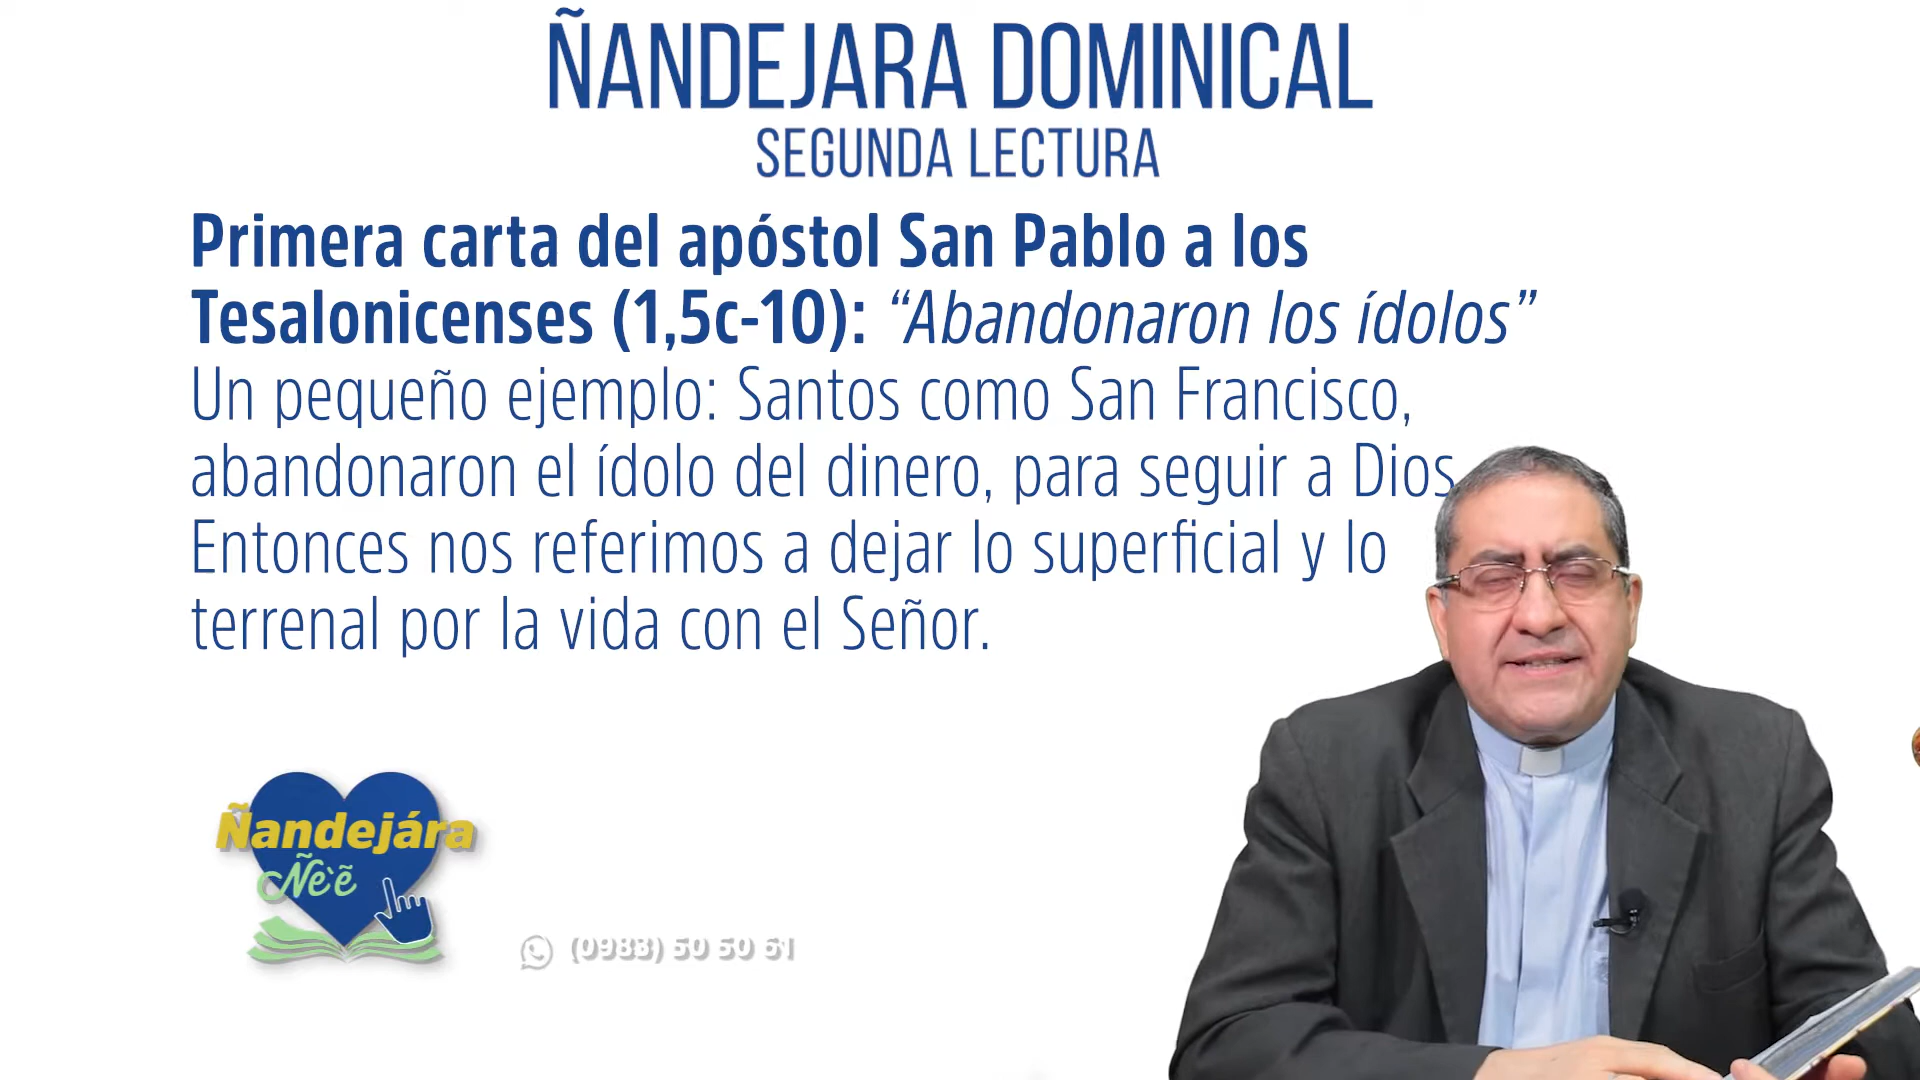 ÑANDEJARA DOMINICAL
SEGUNDA LECTURA
Primera carta del apóstol San Pablo a los
Tesalonicenses (1,5c-10): “Abandonaron los ídolos”
Un pequeño ejemplo: Santos como San Francisco,
abandonaron el ídolo del dinero, para seguir a Dios
Entonces nos referimos a dejar lo superficial y lo
terrenal por la vida con el Señor.
Ñandejára
Ñe'ẽ
(0983) 50 50 61